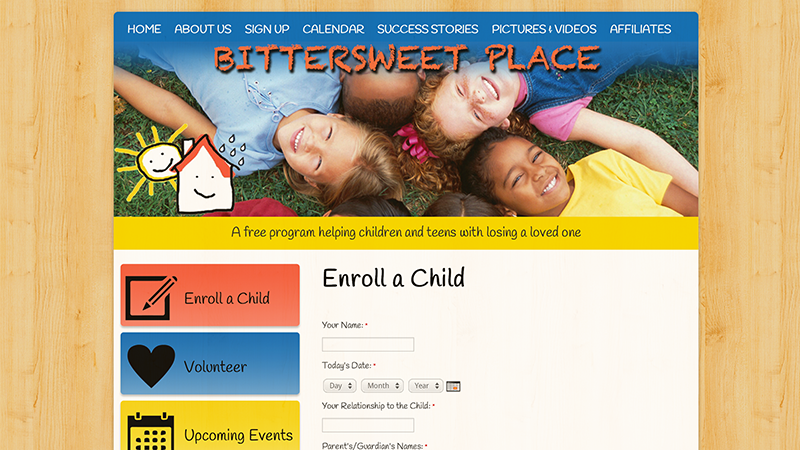 HOME ABOUT US SIGN UP CALENDAR SUCCESS STORIES PICTURES & VIDEOS AFFILIATES
BITTERSWEET PLACE
A free program helping children and teens with losing a loved one
Enroll a Child
Volunteer
Upcoming Events
Enroll a Child
Your Name: *
Today's Date: *
Day Month Year
Your Relationship to the Child: *
Parent's/Guardian's Names: *